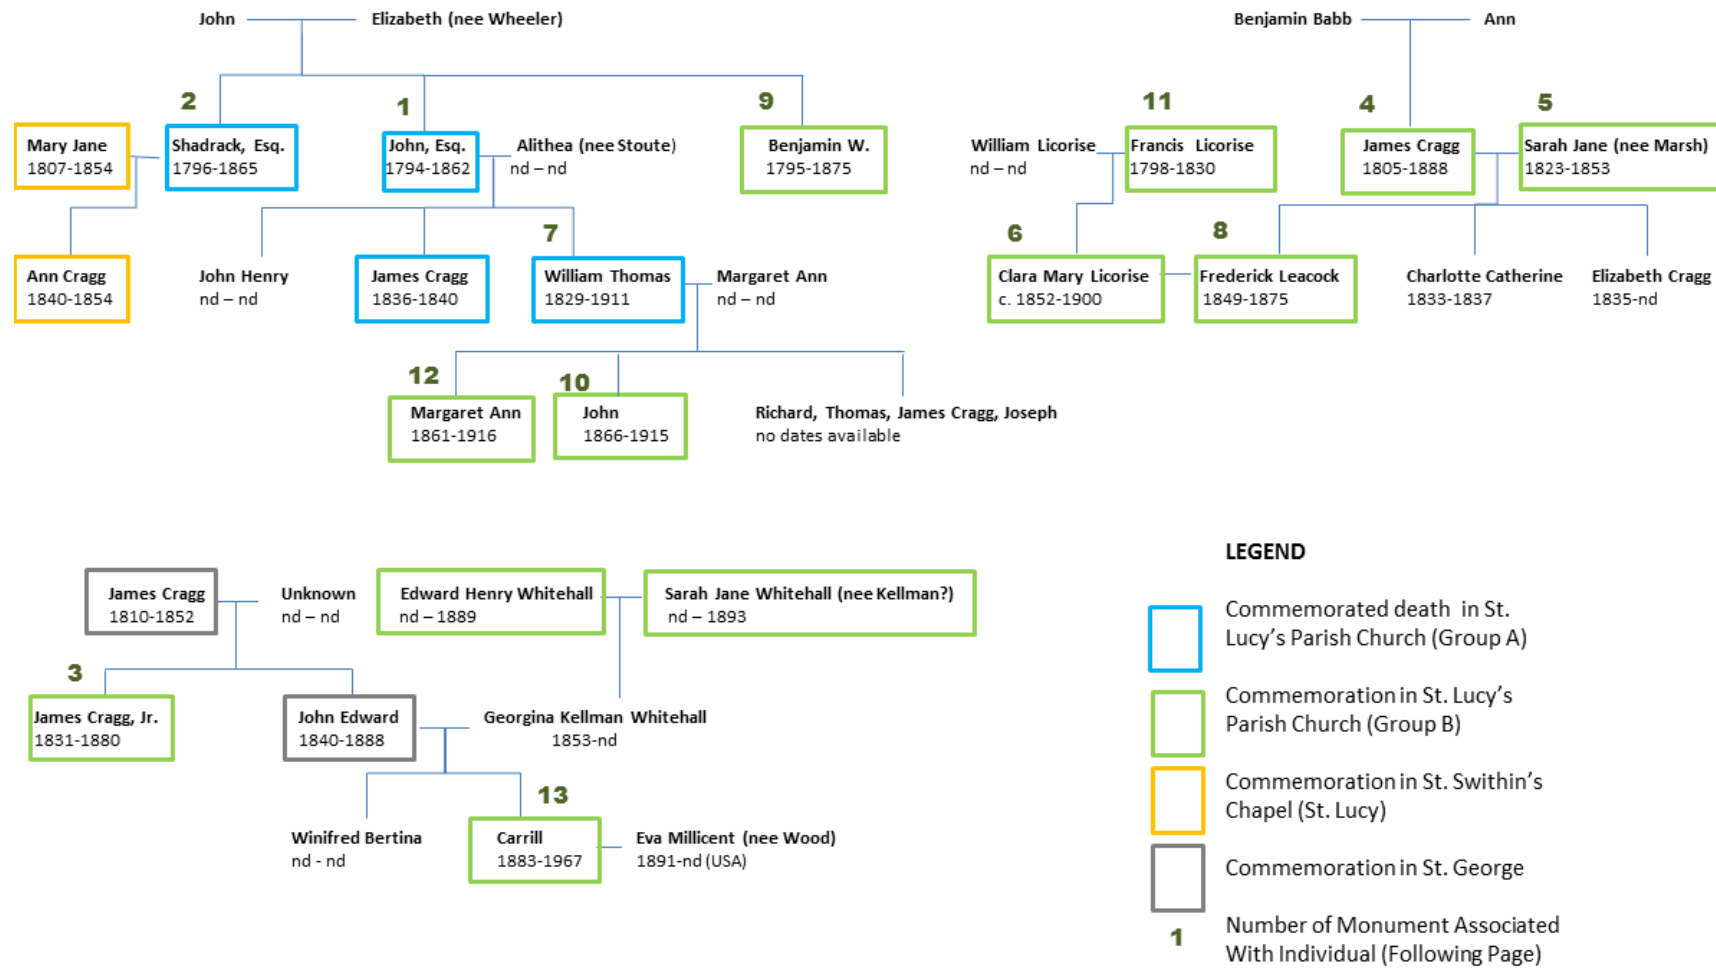 John
Elizabeth (nee Wheeler)
Benjamin Babb
Ann
2
1
9
11
4
5
Mary Jane
1807-1854
Shadrack, Esq.
1796-1865
John, Esq.
1794-1862
Alithea (nee Stoute)
nd – nd
Benjamin W.
1795-1875
William Licorise
nd – nd
Francis Licorise
1798-1830
James Cragg
1805-1888
Sarah Jane (nee Marsh)
1823-1853
7
6
8
Ann Cragg
1840-1854
John Henry
nd – nd
James Cragg
1836-1840
William Thomas
1829-1911
Margaret Ann
nd – nd
Clara Mary Licorise
c. 1852-1900
Frederick Leacock
1849-1875
Charlotte Catherine
1833-1837
Elizabeth Cragg
1835-nd
12
10
Margaret Ann
1861-1916
John
1866-1915
Richard, Thomas, James Cragg, Joseph
no dates available
James Cragg
1810-1852
Unknown
nd – nd
Edward Henry Whitehall
nd – 1889
Sarah Jane Whitehall (nee Kellman?)
nd – 1893
3
James Cragg, Jr.
1831-1880
John Edward
1840-1888
Georgina Kellman Whitehall
1853-nd
13
Winifred Bertina
nd - nd
Carrill
1883-1967
Eva Millicent (nee Wood)
1891-nd (USA)
LEGEND
Commemorated death in St.
Lucy's Parish Church (Group A)
Commemoration in St. Lucy's
Parish Church (Group B)
Commemoration in St. Swithin's
Chapel (St. Lucy)
Commemoration in St. George
1
Number of Monument Associated
With Individual (Following Page)